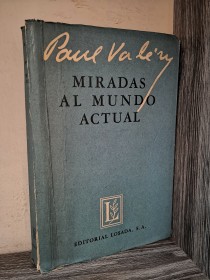 Paul Valéry
MIRADAS
AL MUNDO
ACTUAL
L
EDITORIAL LOSADA, S.A.